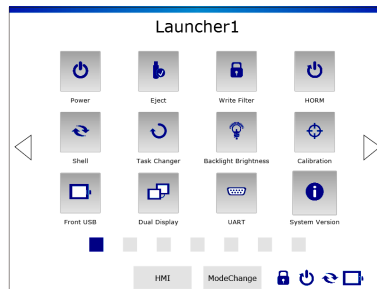 Launcher1
Power
Eject
Write Filter
HORM
Shell
Task Changer
Backlight Brightness
Calibration
Front USB
Dual Display
UART
System Version
HMI
ModeChange